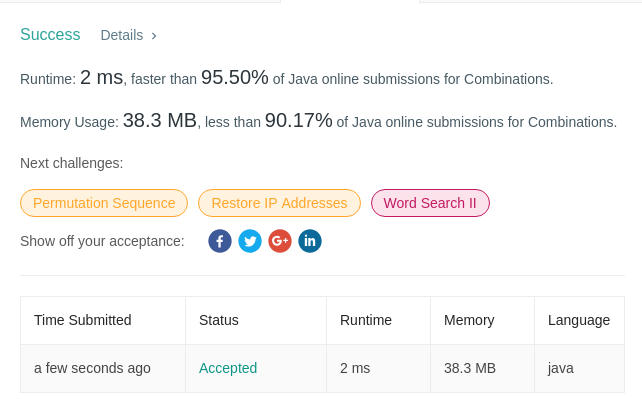 Success Details ›
Runtime: 2 ms, faster than 95.50% of Java online submissions for Combinations.
Memory Usage: 38.3 MB, less than 90.17% of Java online submissions for Combinations.
Next challenges:
Permutation Sequence Restore IP Addresses Word Search II
Show off your acceptance: f G+ in
Time Submitted Status Runtime Memory Language
a few seconds ago Accepted 2 ms 38.3 MB java